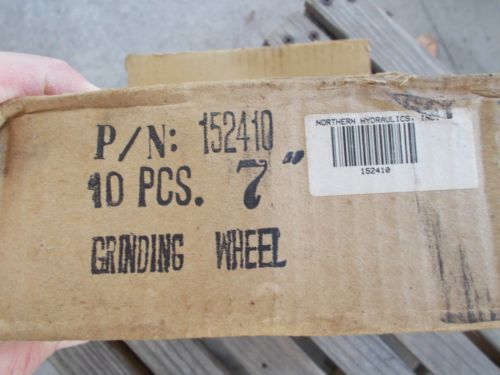 P/N: 152410
10 PCS. 7"
GRINDING WHEEL
NORTHERN HYDRAULICS, INC.
152410